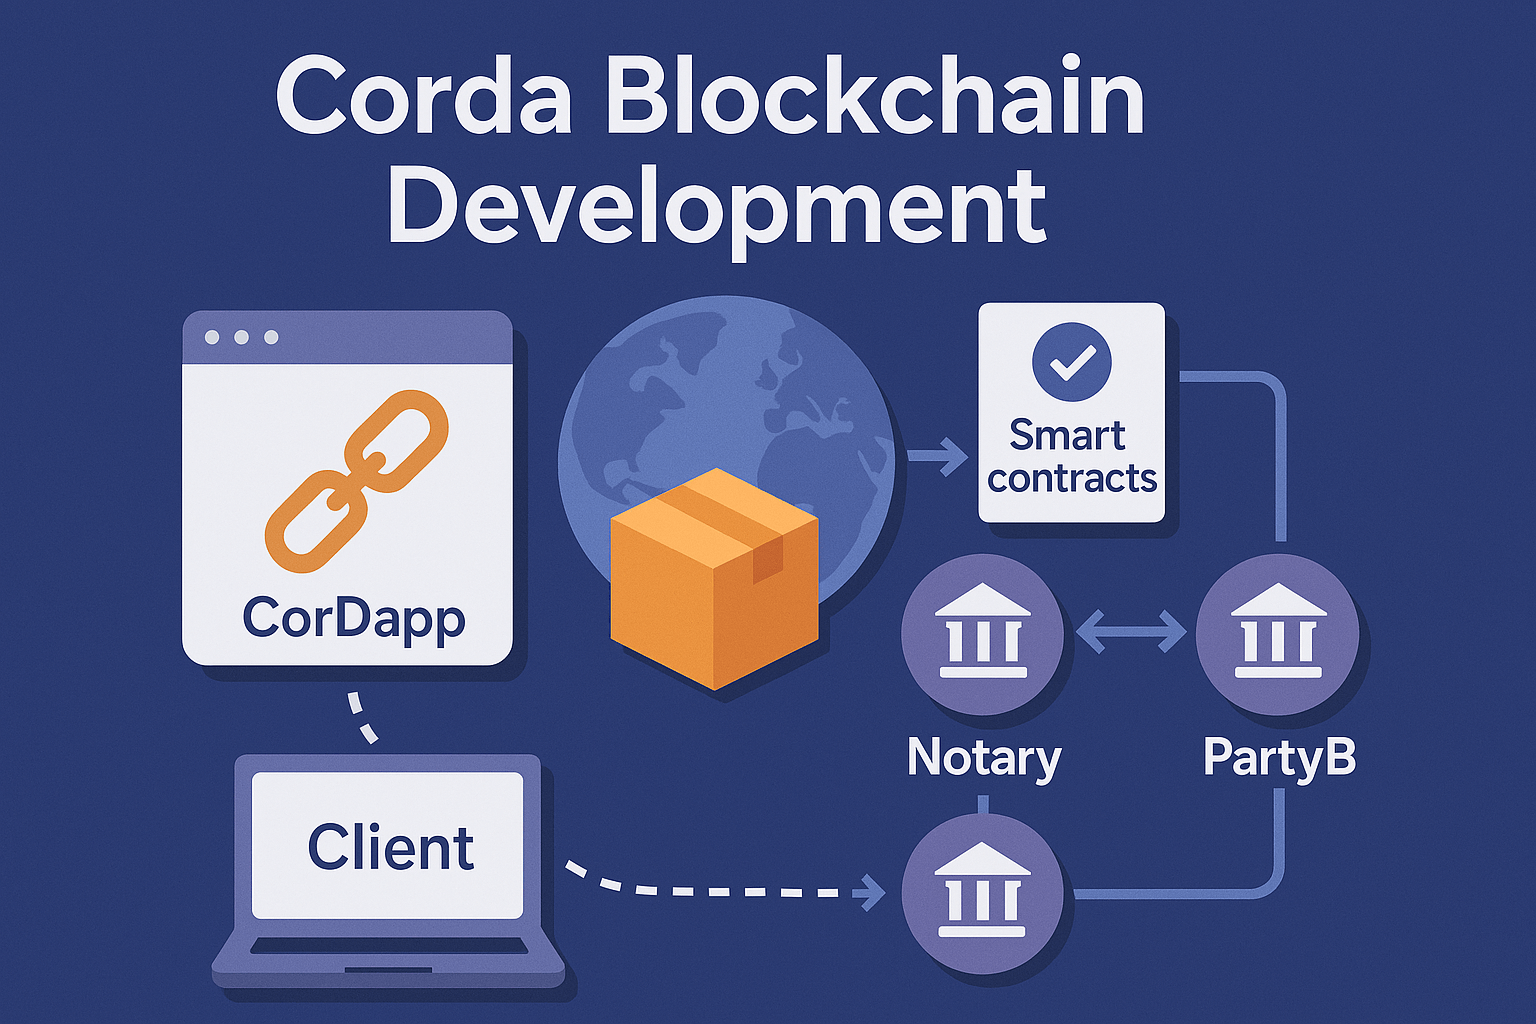 Corda Blockchain
Development
CorDapp
Smart
contracts
Notary
PartyB
Client